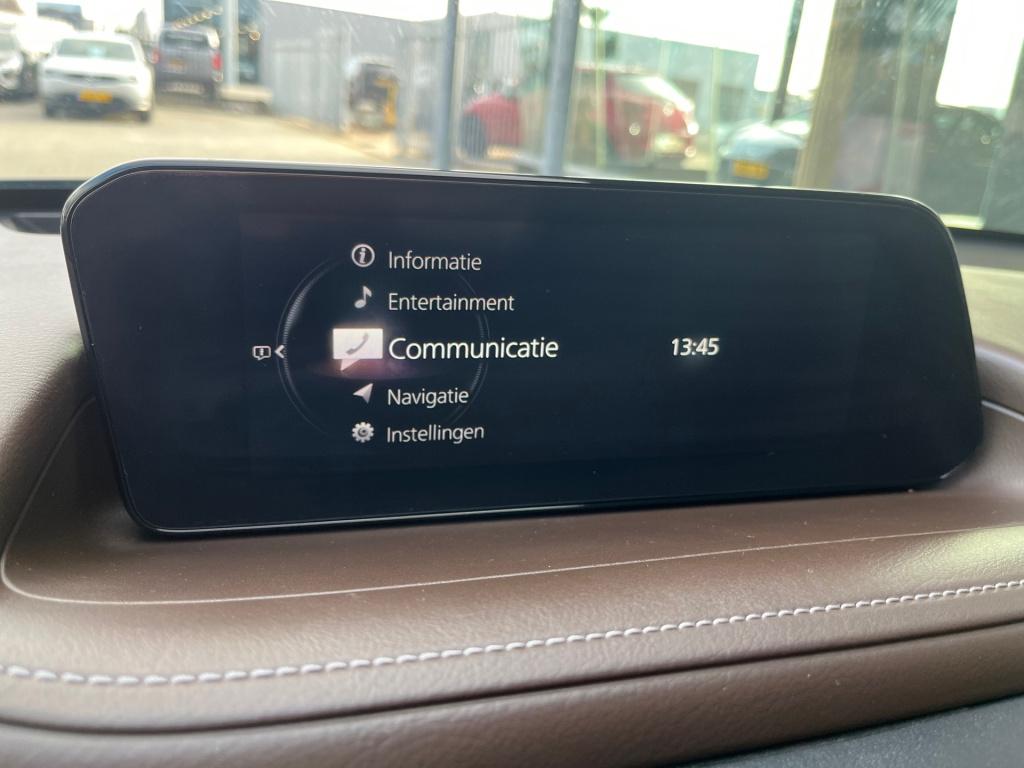 Informatie
Entertainment
Communicatie
13:45
Navigatie
Instellingen